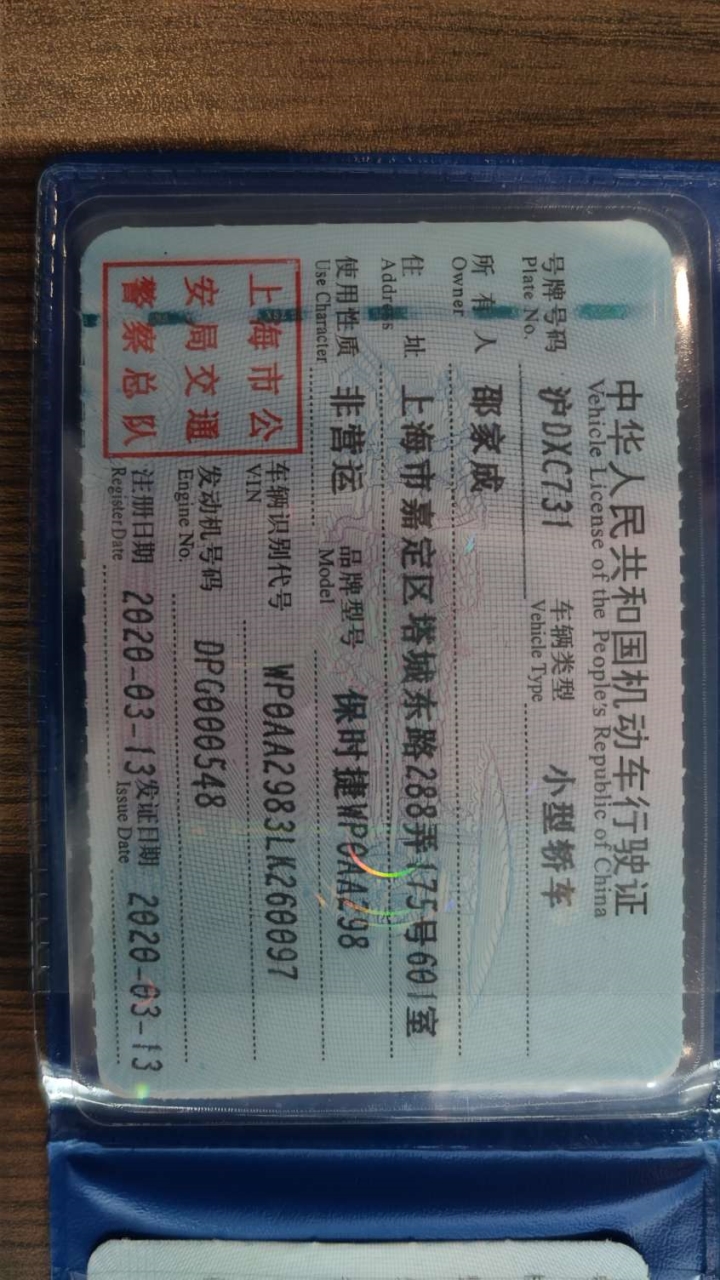 中华人民共和国机动车行驶证
Vehicle License of the People's Republic of China
号牌号码 沪DXC731 车辆类型 小型轿车
Plate No. Vehicle Type
所有人 邵家成
Owner
住址 上海市嘉定区塔城东路288弄175号601室
Address
使用性质 非营运 品牌型号 保时捷WP0AA298
Use Character Model
上海市公
安局交通
警察总队
车辆识别代号 WP0AA2983LK260097
VIN
发动机号码 DPG000548
Engine No.
注册日期 2020-03-13 发证日期 2020-03-13
Register Date Issue Date